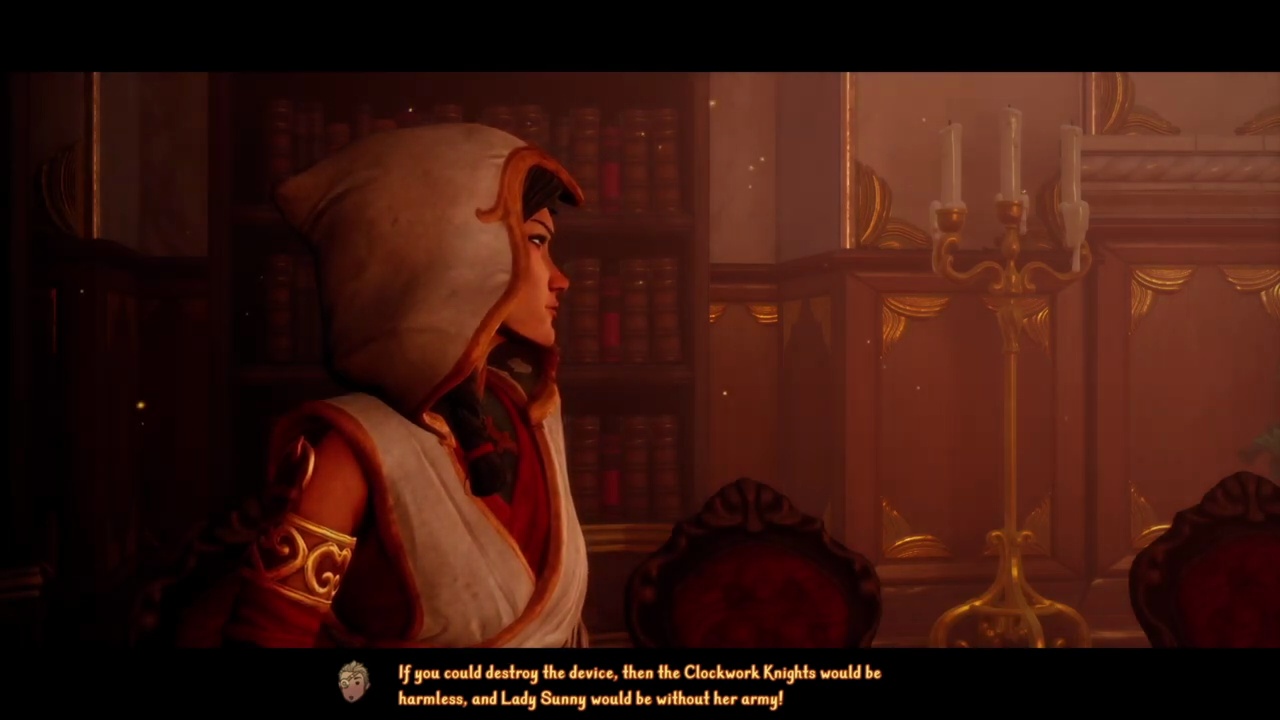 If you could destroy the device, then the Clockwork Knights would be
harmless, and Lady Sunny would be without her army!